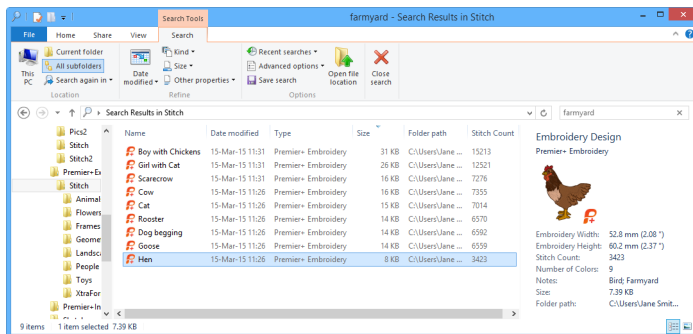 Search Tools
farmyard - Search Results in Stitch
File Home Share View Search
This PC
Current folder
All subfolders
Search again in
Location
Date modified
Kind
Size
Other properties
Refine
Recent searches
Advanced options
Save search
Open file location
Options
Close search
Search Results in Stitch
farmyard
Pics2
Stitch
Stitch2
Premier+Ex
Stitch
Animal
Flowers
Frames
Geome
Landsc
People
Toys
XtraFor
Premier+In
Name Date modified Type Size Folder path Stitch Count
Boy with Chickens 15-Mar-15 11:31 Premier+ Embroidery 31 KB C:\Users\Jane ... 15213
Girl with Cat 15-Mar-15 11:31 Premier+ Embroidery 26 KB C:\Users\Jane ... 12521
Scarecrow 15-Mar-15 11:31 Premier+ Embroidery 16 KB C:\Users\Jane ... 7276
Cow 15-Mar-15 11:26 Premier+ Embroidery 16 KB C:\Users\Jane ... 7355
Cat 15-Mar-15 11:26 Premier+ Embroidery 15 KB C:\Users\Jane ... 7014
Rooster 15-Mar-15 11:26 Premier+ Embroidery 14 KB C:\Users\Jane ... 6570
Dog begging 15-Mar-15 11:26 Premier+ Embroidery 14 KB C:\Users\Jane ... 6592
Goose 15-Mar-15 11:26 Premier+ Embroidery 14 KB C:\Users\Jane ... 6559
Hen 15-Mar-15 11:26 Premier+ Embroidery 8 KB C:\Users\Jane ... 3423
Embroidery Design
Premier+ Embroidery
Embroidery Width: 52.8 mm (2.08 ")
Embroidery Height: 60.2 mm (2.37 ")
Stitch Count: 3423
Number of Colors: 9
Notes: Bird; Farmyard
Size: 7.39 KB
Folder path: C:\Users\Jane Smit...
9 items 1 item selected 7.39 KB